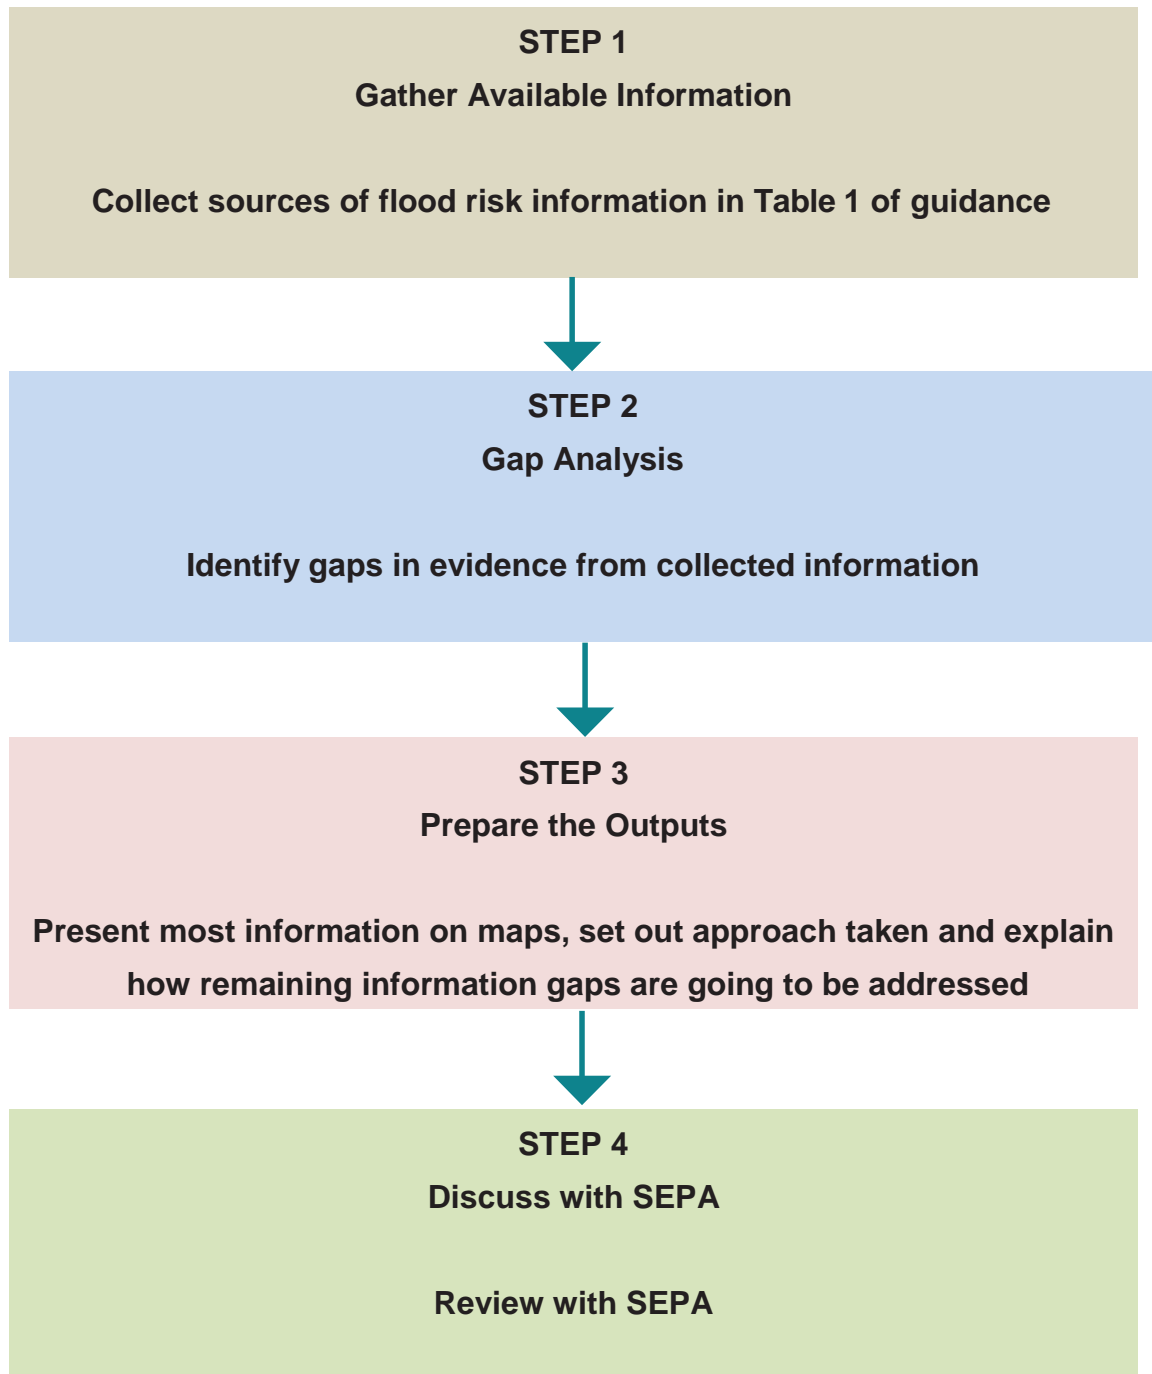 STEP 1
Gather Available Information
Collect sources of flood risk information in Table 1 of guidance
STEP 2
Gap Analysis
Identify gaps in evidence from collected information
STEP 3
Prepare the Outputs
Present most information on maps, set out approach taken and explain
how remaining information gaps are going to be addressed
STEP 4
Discuss with SEPA
Review with SEPA